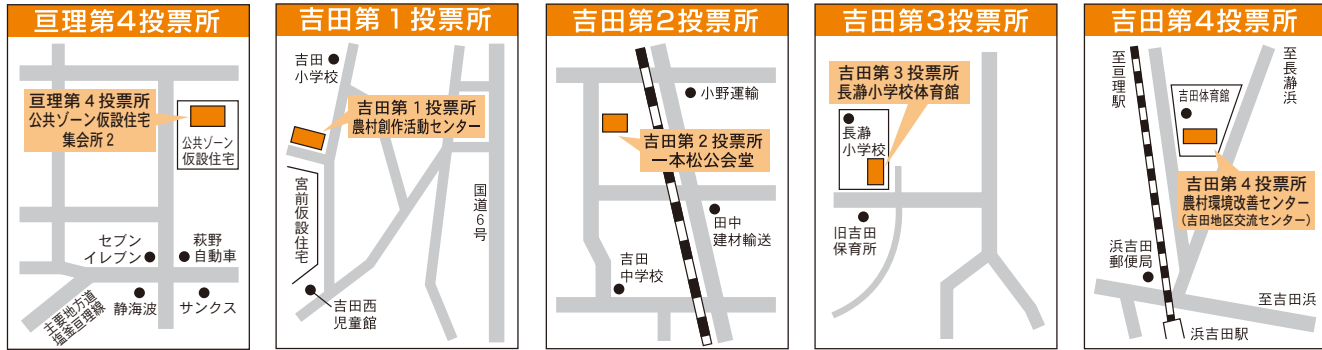 亘理第4投票所
亘理第4投票所
公共ゾーン仮設住宅
集会所2
公共ゾーン
仮設住宅
セブン
イレブン
萩野
自動車
静海波
サンクス
主要地方道
塩釜亘理線
吉田第1投票所
吉田
小学校
吉田第1投票所
農村創作活動センター
宮前仮設住宅
国道6号
吉田西
児童館
吉田第2投票所
小野運輸
吉田第2投票所
一本松公会堂
田中
建材輸送
吉田
中学校
吉田第3投票所
吉田第3投票所
長瀞小学校体育館
長瀞
小学校
旧吉田
保育所
吉田第4投票所
至亘理駅
至長瀞浜
吉田体育館
吉田第4投票所
農村環境改善センター
(吉田地区交流センター)
浜吉田
郵便局
至吉田浜
浜吉田駅